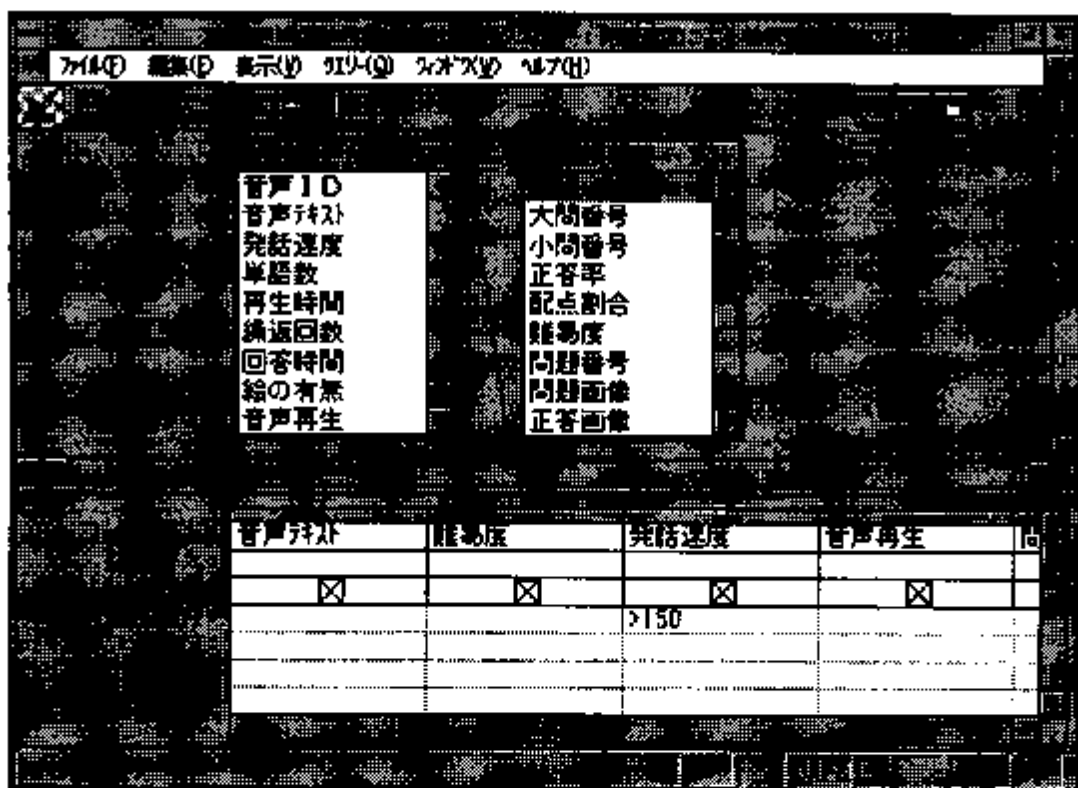 ファイル(F) 編集(E) 表示(V) クエリー(Q) ウィンドウ(W) ヘルプ(H)
音声ID
音声テキスト
発話速度
単語数
再生時間
繰返回数
回答時間
絵の有無
音声再生
大問番号
小問番号
正答率
配点割合
難易度
問題番号
問題画像
正答画像
音声テキスト 難易度 発話速度 音声再生 問
>150